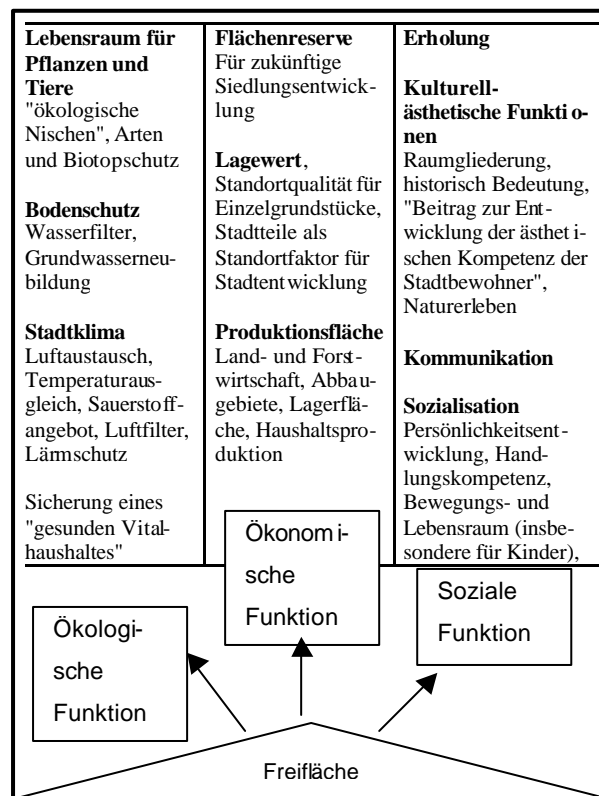 Lebensraum für
Pflanzen und
Tiere
"ökologische
Nischen", Arten
und Biotopschutz
Bodenschutz
Wasserfilter,
Grundwasserneu-
bildung
Stadtklima
Luftaustausch,
Temperaturaus-
gleich, Sauerstoff-
angebot, Luftfilter,
Lärmschutz
Sicherung eines
"gesunden Vital-
haushaltes"
Flächenreserve
Für zukünftige
Siedlungsentwick-
lung
Lagewert,
Standortqualität für
Einzelgrundstücke,
Stadtteile als
Standortfaktor für
Stadtentwicklung
Produktionsfläche
Land- und Forst-
wirtschaft, Abbau-
gebiete, Lagerflä-
che, Haushaltspro-
duktion
Erholung
Kulturell-
ästhetische Funktio-
nen
Raumgliederung,
historisch Bedeutung,
"Beitrag zur Ent-
wicklung der ästheti-
schen Kompetenz der
Stadtbewohner",
Naturerleben
Kommunikation
Sozialisation
Persönlichkeitsent-
wicklung, Hand-
lungskompetenz,
Bewegungs- und
Lebensraum (insbe-
sondere für Kinder),
Ökologi-
sche
Funktion
Ökonomi-
sche
Funktion
Soziale
Funktion
Freifläche